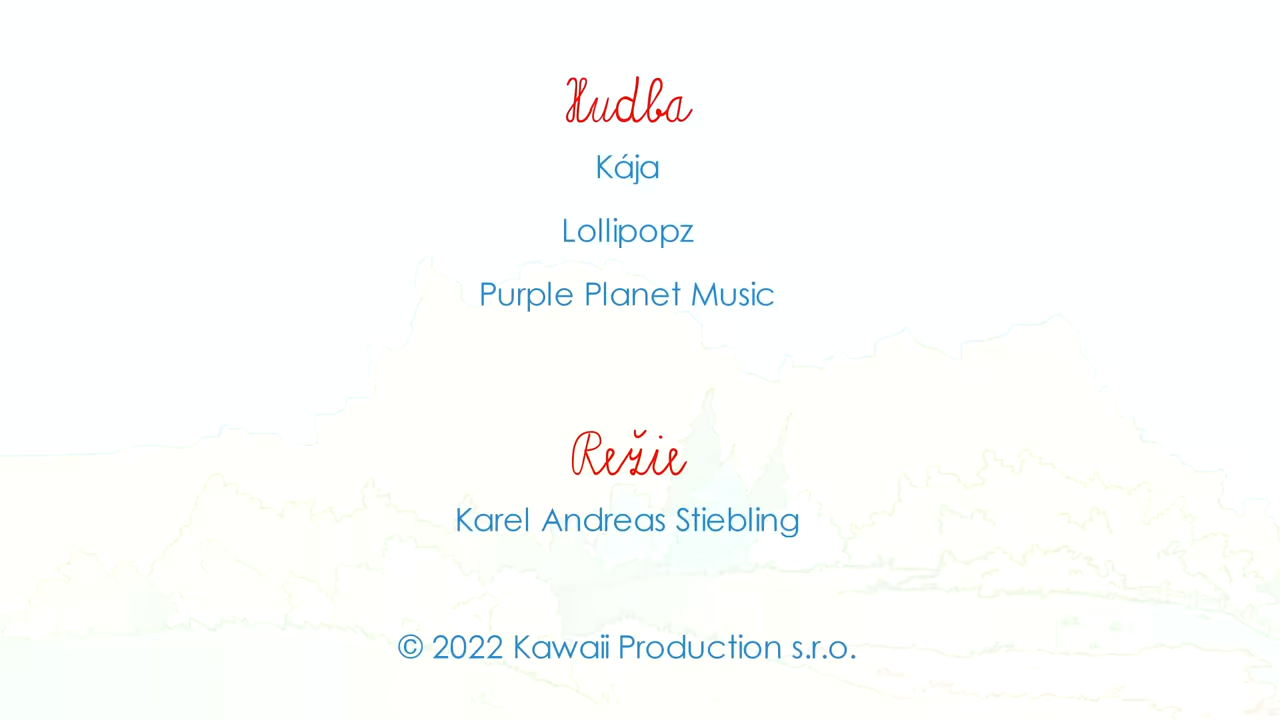 Hudba
Kája
Lollipopz
Purple Planet Music
Režie
Karel Andreas Stiebling
© 2022 Kawaii Production s.r.o.